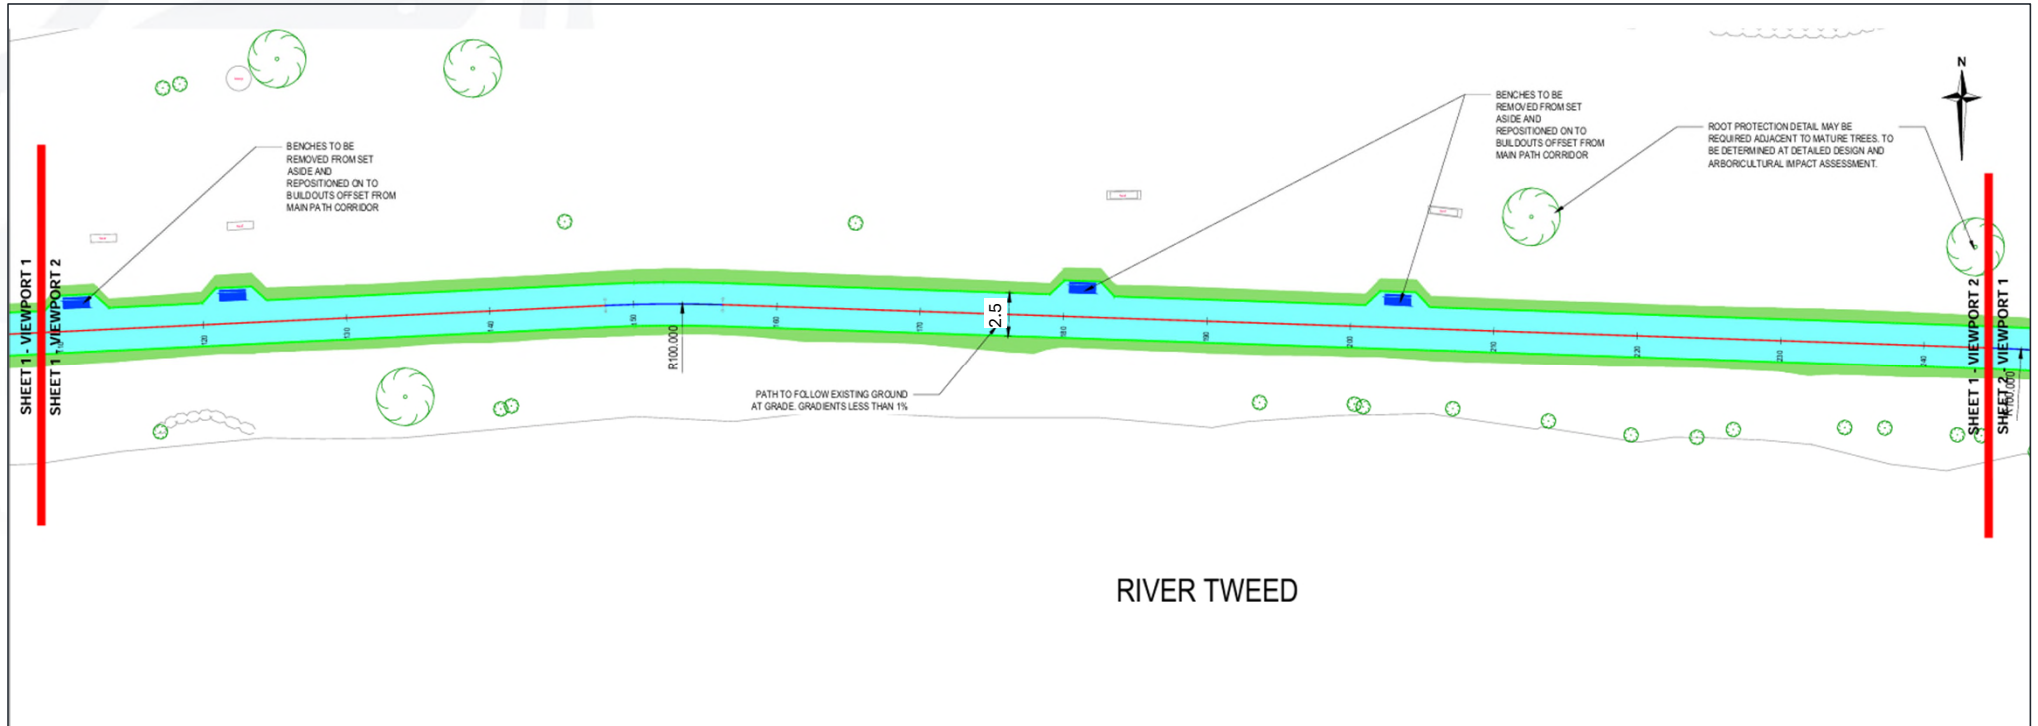 N
BENCHES TO BE
REMOVED FROM SET
ASIDE AND
REPOSITIONED ON TO
BUILDOUTS OFFSET FROM
MAIN PATH CORRIDOR
BENCHES TO BE
REMOVED FROM SET
ASIDE AND
REPOSITIONED ON TO
BUILDOUTS OFFSET FROM
MAIN PATH CORRIDOR
ROOT PROTECTION DETAIL MAY BE
REQUIRED ADJACENT TO MATURE TREES. TO
BE DETERMINED AT DETAILED DESIGN AND
ARBORICULTURAL IMPACT ASSESSMENT.
SHEET 1 - VIEWPORT 1
SHEET 1 - VIEWPORT 2
120
130
140
150
160
170
180
190
200
210
220
230
240
R100.000
2.5
PATH TO FOLLOW EXISTING GROUND
AT GRADE. GRADIENTS LESS THAN 1%
SHEET 1 - VIEWPORT 2
SHEET 2 - VIEWPORT 1
RIVER TWEED